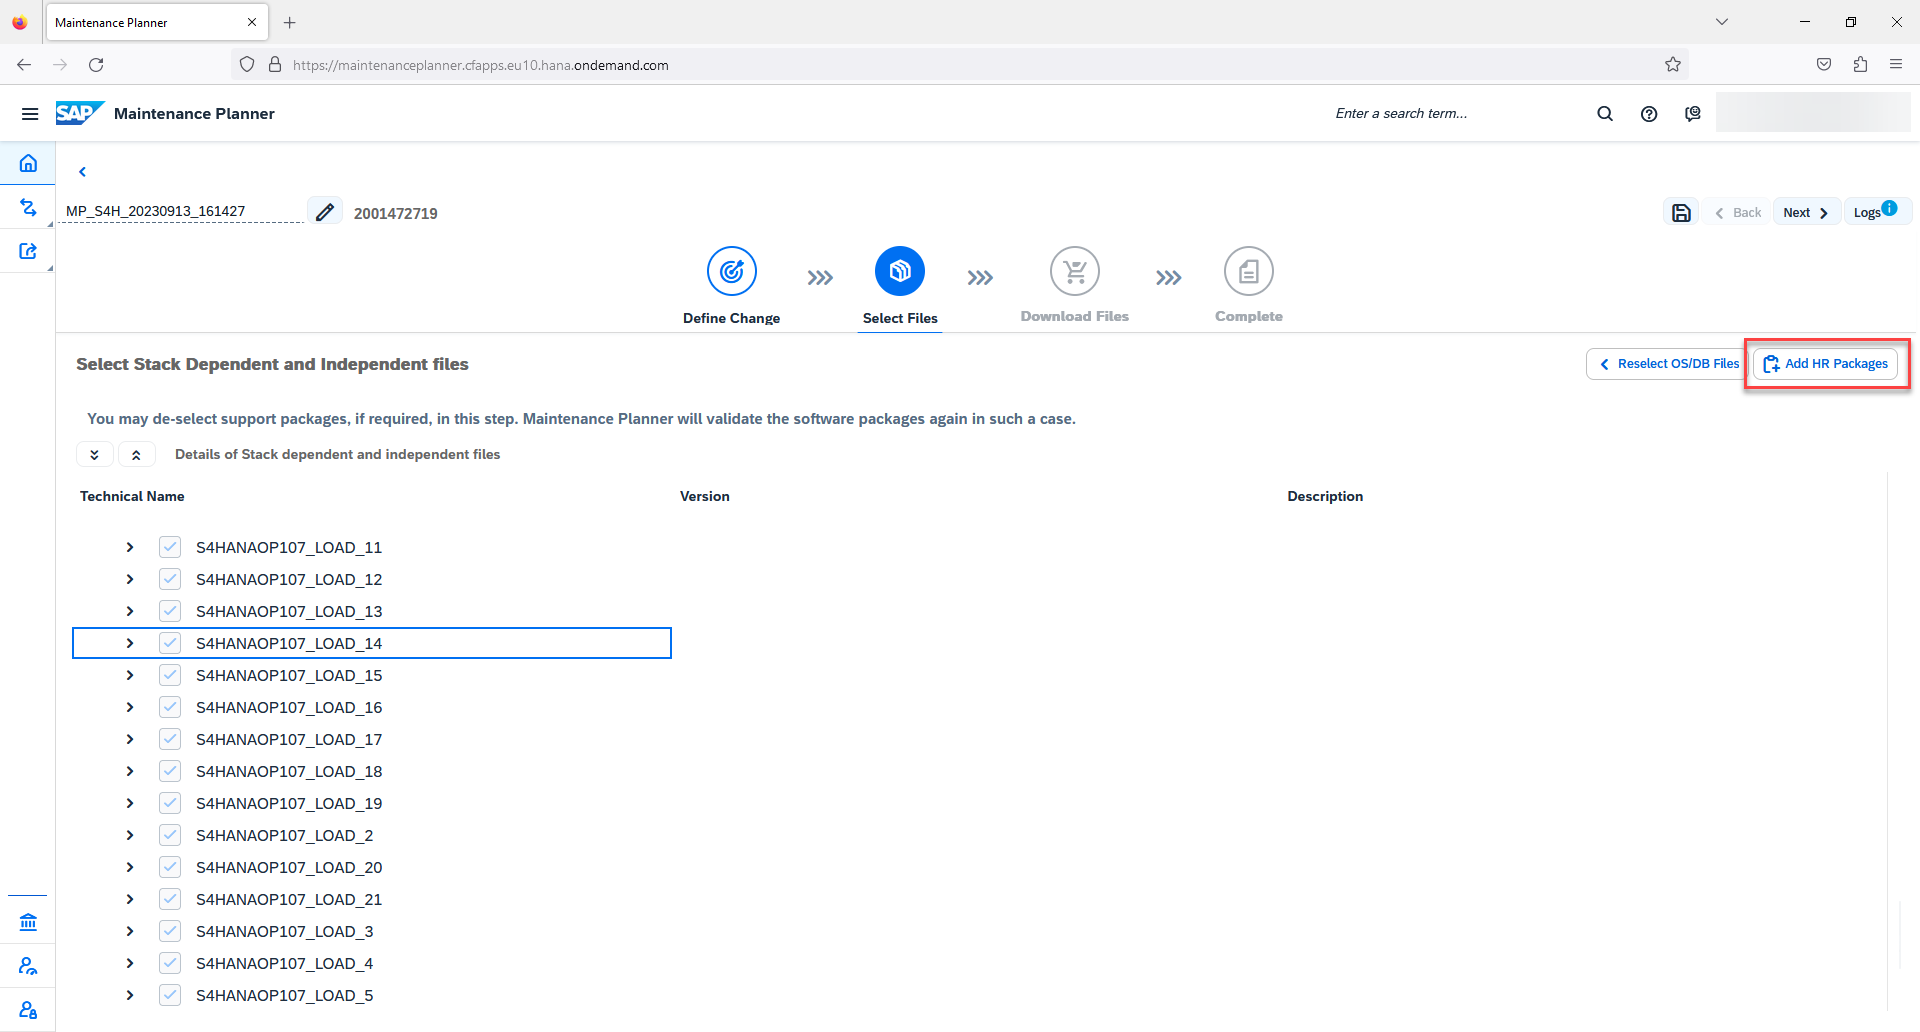 Maintenance Planner
https://maintenanceplanner.cfapps.eu10.hana.ondemand.com
SAP Maintenance Planner
Enter a search term...
MP_S4H_20230913_161427
2001472719
Back
Next
Logs
Define Change
Select Files
Download Files
Complete
Select Stack Dependent and Independent files
Reselect OS/DB Files
Add HR Packages
You may de-select support packages, if required, in this step. Maintenance Planner will validate the software packages again in such a case.
Details of Stack dependent and independent files
Technical Name Version Description
S4HANAOP107_LOAD_11
S4HANAOP107_LOAD_12
S4HANAOP107_LOAD_13
S4HANAOP107_LOAD_14
S4HANAOP107_LOAD_15
S4HANAOP107_LOAD_16
S4HANAOP107_LOAD_17
S4HANAOP107_LOAD_18
S4HANAOP107_LOAD_19
S4HANAOP107_LOAD_2
S4HANAOP107_LOAD_20
S4HANAOP107_LOAD_21
S4HANAOP107_LOAD_3
S4HANAOP107_LOAD_4
S4HANAOP107_LOAD_5